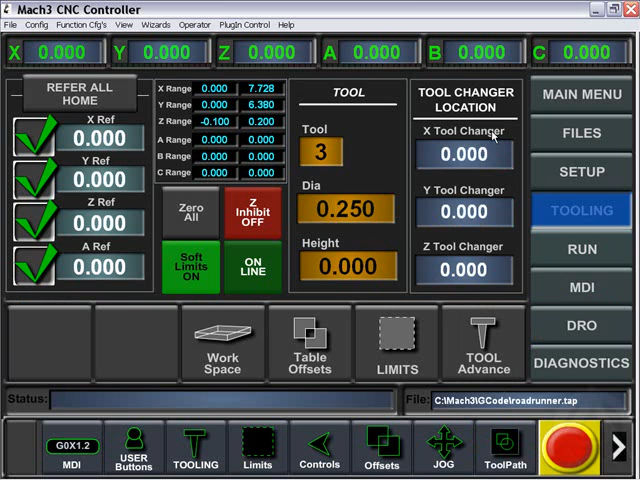 Mach3 CNC Controller
File Config Function Cfg's View Wizards Operator PlugIn Control Help
X 0.000 Y 0.000 Z 0.000 A 0.000 B 0.000 C 0.000
REFER ALL
HOME
X Ref
0.000
Y Ref
0.000
Z Ref
0.000
A Ref
0.000
X Range 0.000 7.728
Y Range 0.000 6.380
Z Range -0.100 0.200
A Range 0.000 0.000
B Range 0.000 0.000
C Range 0.000 0.000
Zero
All
Z
Inhibit
OFF
Soft
Limits
ON
ON
LINE
TOOL
Tool
3
Dia
0.250
Height
0.000
TOOL CHANGER
LOCATION
X Tool Changer
0.000
Y Tool Changer
0.000
Z Tool Changer
0.000
MAIN MENU
FILES
SETUP
TOOLING
RUN
MDI
DRO
DIAGNOSTICS
Work
Space
Table
Offsets
LIMITS
TOOL
Advance
Status:
File: C:\Mach3\GCode\roadrunner.tap
G0X1.2
MDI
USER
Buttons
TOOLING
Limits
Controls
Offsets
JOG
ToolPath